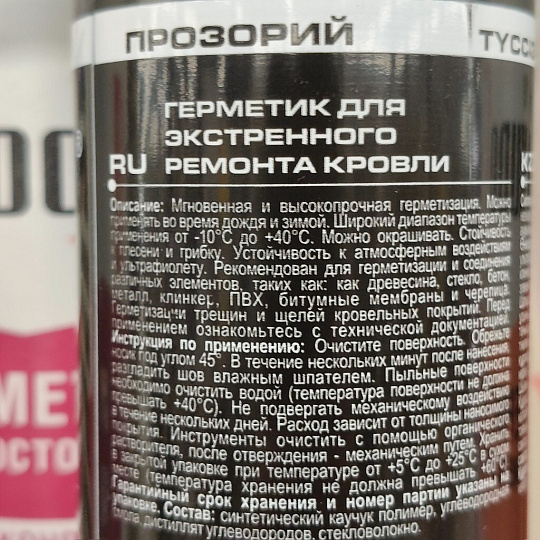 ПРОЗОРИЙ
TYCCO
ГЕРМЕТИК ДЛЯ
ЭКСТРЕННОГО
RU РЕМОНТА КРОВЛИ
Описание: Мгновенная и высокопрочная герметизация. Можно
применять во время дождя и зимой. Широкий диапазон температуры
применения от -10°С до +40°С. Можно окрашивать. Стойкость
к плесени и грибку. Устойчивость к атмосферным воздействиям
и ультрафиолету. Рекомендован для герметизации и соединения
различных элементов, таких как: как древесина, стекло, бетон,
металл, клинкер, ПВХ, битумные мембраны и черепица.
Герметизации трещин и щелей кровельных покрытий. Перед
применением ознакомьтесь с технической документацией.
Инструкция по применению: Очистите поверхность. Обрежьте
носик под углом 45°. В течение нескольких минут после нанесения
разгладить шов влажным шпателем. Пыльные поверхности
необходимо очистить водой (температура поверхности не должна
превышать +40°С). Не подвергать механическому воздействию
в течение нескольких дней. Расход зависит от толщины наносимого
покрытия. Инструменты очистить с помощью органического
растворителя, после отверждения - механическим путем. Хранить
в закрытой упаковке при температуре от +5°С до +25°С в сухом
месте (температура хранения не должна превышать +60°С)
Гарантийный срок хранения и номер партии указаны на
упаковке. Состав: синтетический каучук полимер, углеводородная
смола дистиллят углеводородов, стекловолокно.
МЕТ
ОСТО